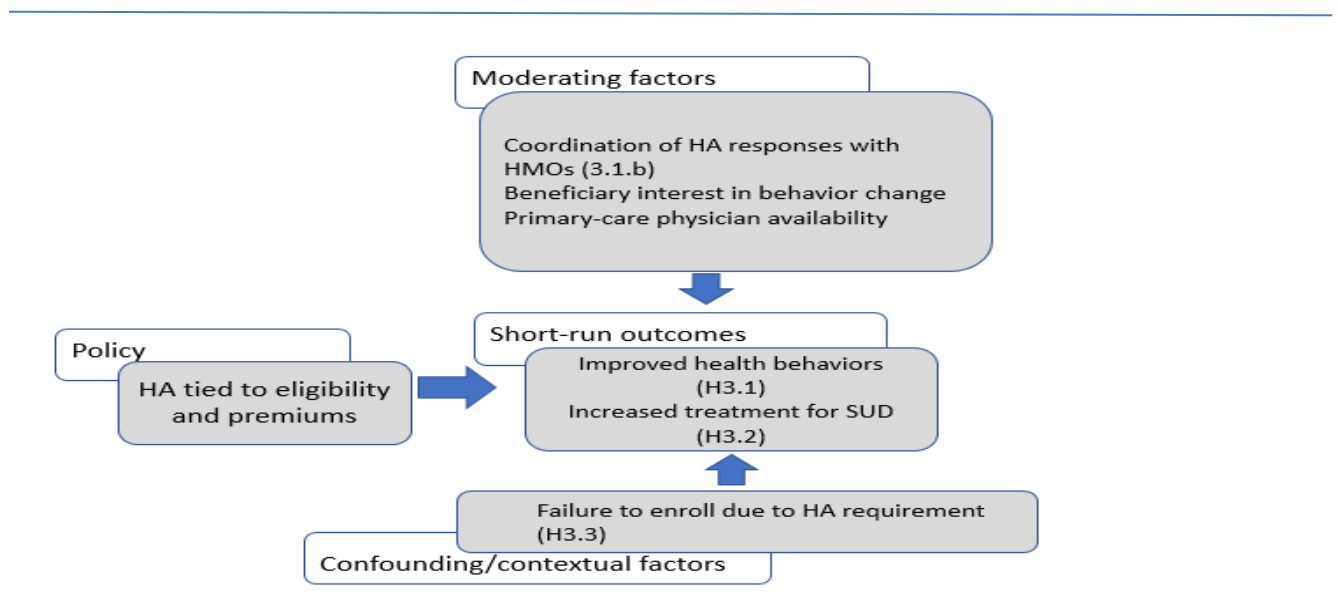 Moderating factors
Coordination of HA responses with
HMOs (3.1.b)
Beneficiary interest in behavior change
Primary-care physician availability
Short-run outcomes
Policy
Improved health behaviors
(H3.1)
HA tied to eligibility
and premiums
Increased treatment for SUD
(H3.2)
Failure to enroll due to HA requirement
(H3.3)
Confounding/contextual factors